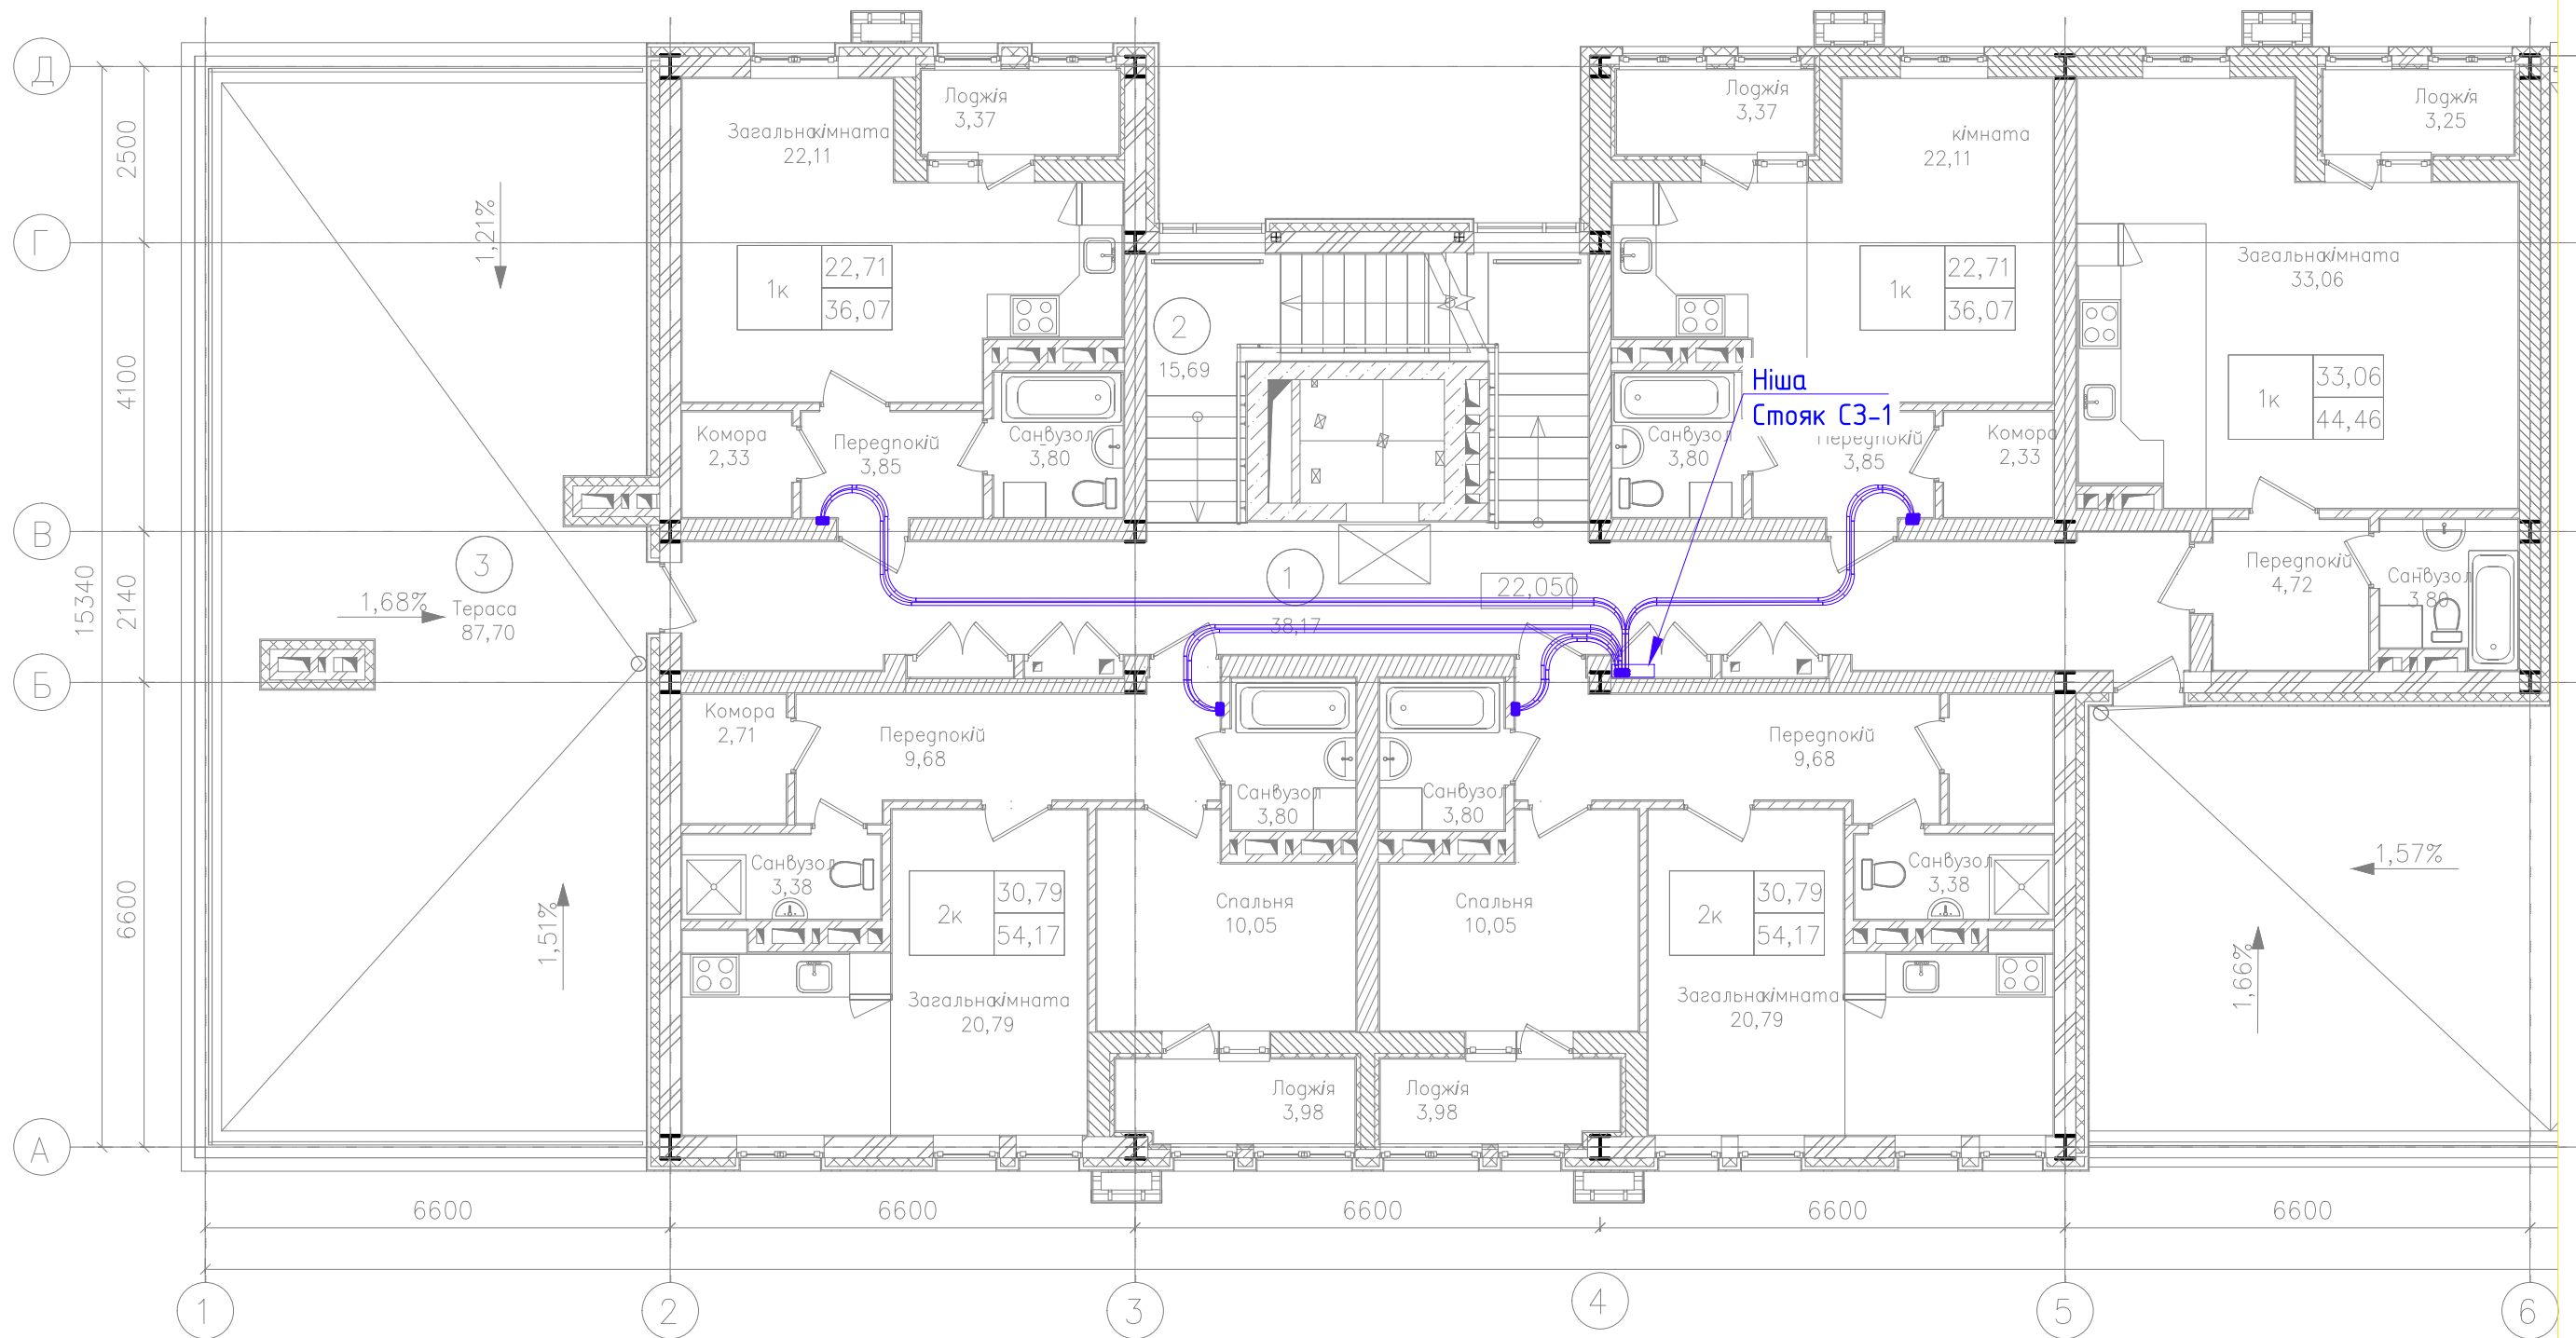 Д
Г
В
Б
А
2500
4100
2140
6600
15340
1,21%
1,68%
1,51%
3
Тераса
87,70
Загальна кімната
22,11
Лоджія
3,37
1к
22,71
36,07
Комора
2,33
Передпокій
3,85
Санвузол
3,80
2
15,69
Лоджія
3,37
кімната
22,11
1к
22,71
36,07
Ніша
Стояк СЗ-1
Санвузол
3,80
Передпокій
3,85
Комора
2,33
Лоджія
3,25
Загальна кімната
33,06
1к
33,06
44,46
Передпокій
4,72
Санвузол
3,80
1
22,050
38,17
Комора
2,71
Передпокій
9,68
Санвузол
3,80
Санвузол
3,80
Передпокій
9,68
Санвузол
3,38
2к
30,79
54,17
Спальня
10,05
Спальня
10,05
2к
30,79
54,17
Санвузол
3,38
Загальна кімната
20,79
Загальна кімната
20,79
Лоджія
3,98
Лоджія
3,98
1,57%
1,66%
6600
6600
6600
6600
6600
1
2
3
4
5
6